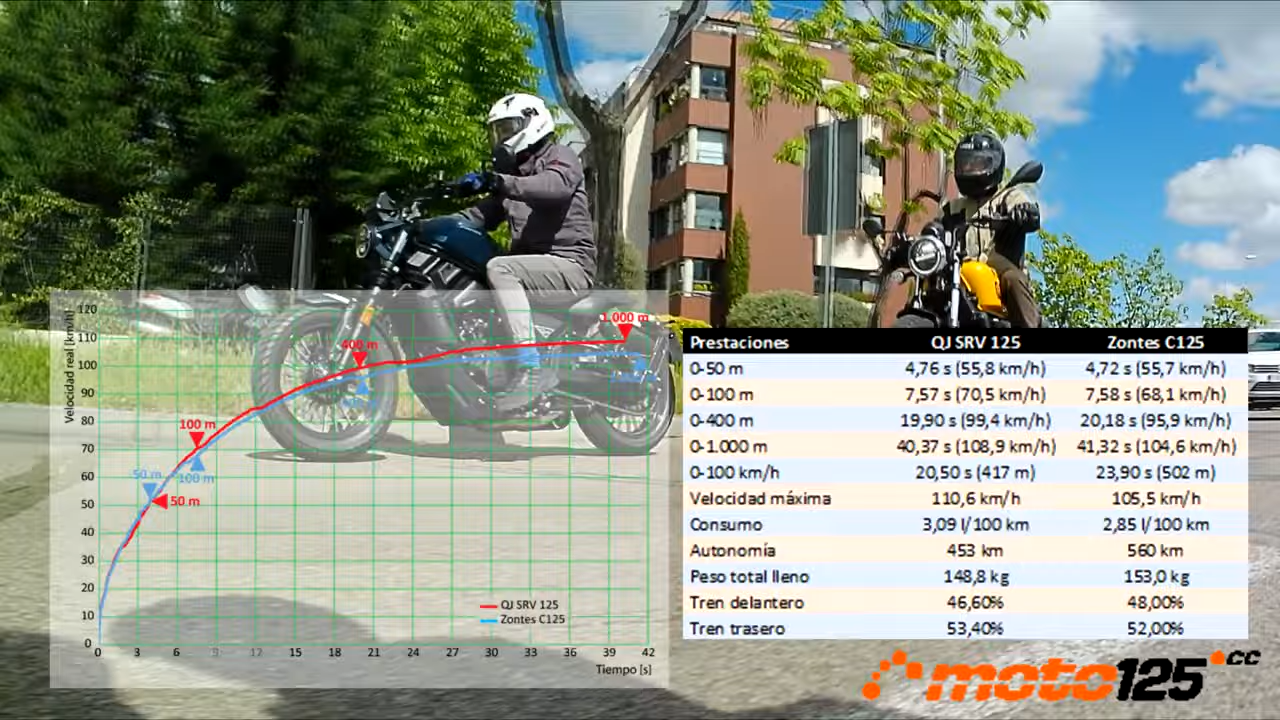 120
110
100
90
80
70
60
50
40
30
20
10
0
Velocidad real [km/h]
1.000 m
400 m
100 m
50 m
100 m
50 m
QJ SRV 125
Zontes C125
0 3 6 9 12 15 18 21 24 27 30 33 36 39 42
Tiempo [s]
Prestaciones QJ SRV 125 Zontes C125
0-50 m 4,76 s (55,8 km/h) 4,72 s (55,7 km/h)
0-100 m 7,57 s (70,5 km/h) 7,58 s (68,1 km/h)
0-400 m 19,90 s (99,4 km/h) 20,18 s (95,9 km/h)
0-1.000 m 40,37 s (108,9 km/h) 41,32 s (104,6 km/h)
0-100 km/h 20,50 s (417 m) 23,90 s (502 m)
Velocidad máxima 110,6 km/h 105,5 km/h
Consumo 3,09 l/100 km 2,85 l/100 km
Autonomía 453 km 560 km
Peso total lleno 148,8 kg 153,0 kg
Tren delantero 46,60% 48,00%
Tren trasero 53,40% 52,00%
moto125.cc